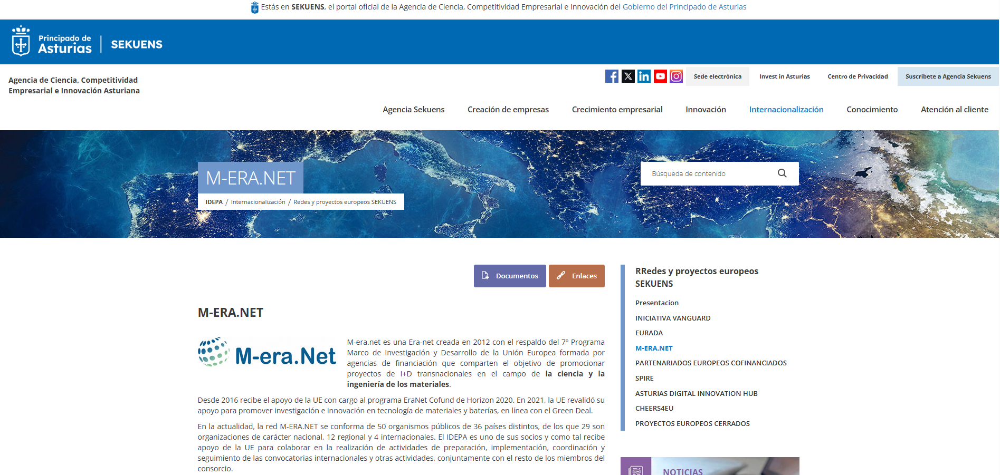 Estás en SEKUENS, el portal oficial de la Agencia de Ciencia, Competitividad Empresarial e Innovación del Gobierno del Principado de Asturias
Principado de
Asturias
SEKUENS
Agencia de Ciencia, Competitividad
Empresarial e Innovación Asturiana
Sede electrónica
Invest in Asturias
Centro de Privacidad
Suscríbete a Agencia Sekuens
Agencia Sekuens
Creación de empresas
Crecimiento empresarial
Innovación
Internacionalización
Conocimiento
Atención al cliente
M-ERA.NET
Búsqueda de contenido
IDEPA / Internacionalización / Redes y proyectos europeos SEKUENS
Documentos
Enlaces
M-ERA.NET
M-era.Net
M-era.net es una Era-net creada en 2012 con el respaldo del 7º Programa
Marco de Investigación y Desarrollo de la Unión Europea formada por
agencias de financiación que comparten el objetivo de promocionar
proyectos de I+D transnacionales en el campo de la ciencia y la
ingeniería de los materiales.
Desde 2016 recibe el apoyo de la UE con cargo al programa EraNet Cofund de Horizon 2020. En 2021, la UE revalidó su
apoyo para promover investigación e innovación en tecnología de materiales y baterías, en línea con el Green Deal.
En la actualidad, la red M-ERA.NET se conforma de 50 organismos públicos de 36 países distintos, de los que 29 son
organizaciones de carácter nacional, 12 regional y 4 internacionales. El IDEPA es uno de sus socios y como tal recibe
apoyo de la UE para colaborar en la realización de actividades de preparación, implementación, coordinación y
seguimiento de las convocatorias internacionales y otras actividades, conjuntamente con el resto de los miembros del
consorcio.
RRedes y proyectos europeos
SEKUENS
Presentacion
INICIATIVA VANGUARD
EURADA
M-ERA.NET
PARTENARIADOS EUROPEOS COFINANCIADOS
SPIRE
ASTURIAS DIGITAL INNOVATION HUB
CHEERS4EU
PROYECTOS EUROPEOS CERRADOS
NOTICIAS